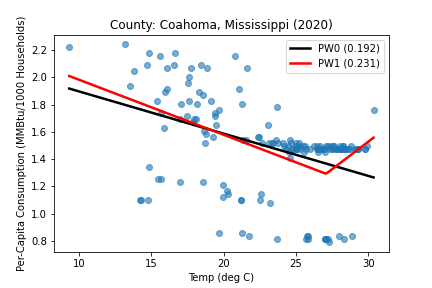 County: Coahoma, Mississippi (2020)
Per-Capita Consumption (MMBtu/1000 Households)
2.2
2.0
1.8
1.6
1.4
1.2
1.0
0.8
PW0 (0.192)
PW1 (0.231)
10
15
20
25
30
Temp (deg C)